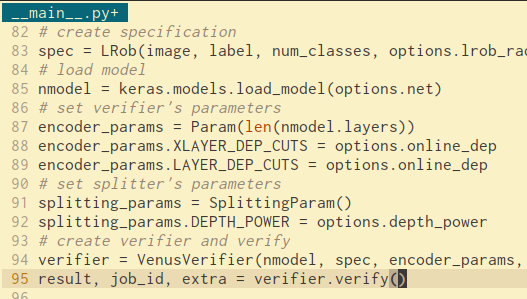 __main__.py+
82 # create specification
83 spec = LRob(image, label, num_classes, options.lrob_rad
84 # load model
85 nmodel = keras.models.load_model(options.net)
86 # set verifier's parameters
87 encoder_params = Param(len(nmodel.layers))
88 encoder_params.XLAYER_DEP_CUTS = options.online_dep
89 encoder_params.LAYER_DEP_CUTS = options.online_dep
90 # set splitter's parameters
91 splitting_params = SplittingParam()
92 splitting_params.DEPTH_POWER = options.depth_power
93 # create verifier and verify
94 verifier = VenusVerifier(nmodel, spec, encoder_params,
95 result, job_id, extra = verifier.verify()
96